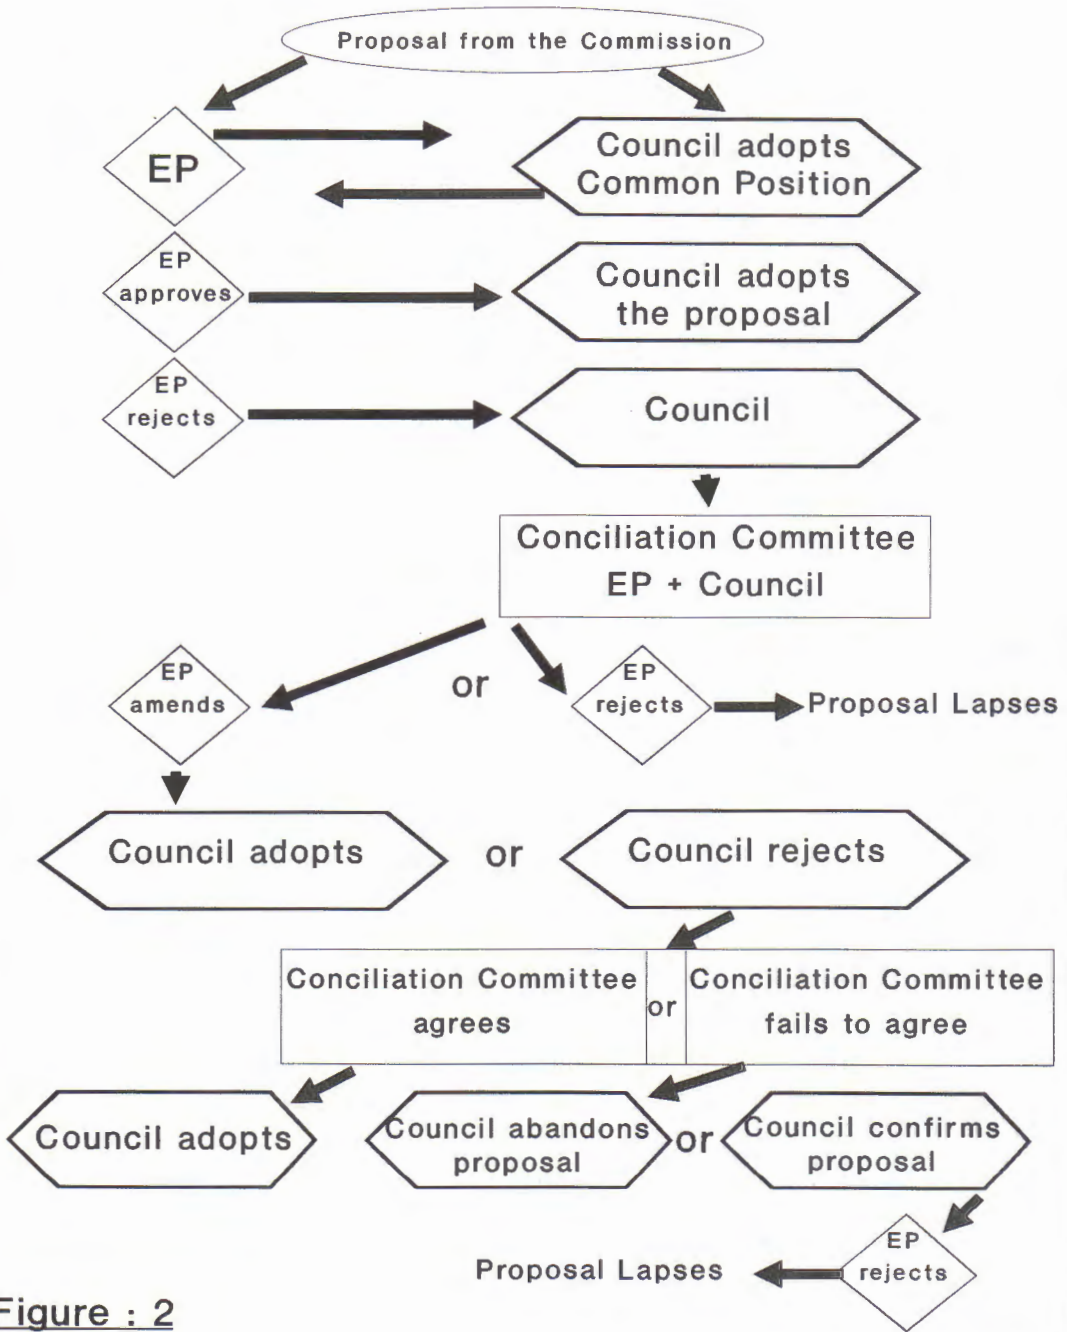 Proposal from the Commission
EP
Council adopts
Common Position
EP
approves
Council adopts
the proposal
EP
rejects
Council
Conciliation Committee
EP + Council
EP
amends
or
EP
rejects
Proposal Lapses
Council adopts
or
Council rejects
Conciliation Committee
agrees
or
Conciliation Committee
fails to agree
Council adopts
Council abandons
proposal
or
Council confirms
proposal
EP
rejects
Proposal Lapses
Figure : 2